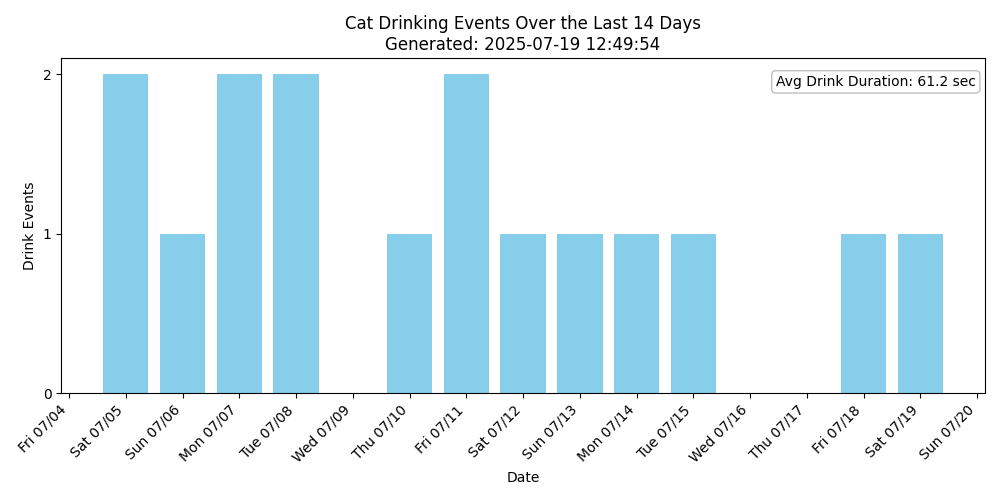 Cat Drinking Events Over the Last 14 Days
Generated: 2025-07-19 12:49:54
Avg Drink Duration: 61.2 sec
Drink Events
2
1
0
Fri 07/04
Sat 07/05
Sun 07/06
Mon 07/07
Tue 07/08
Wed 07/09
Thu 07/10
Fri 07/11
Sat 07/12
Sun 07/13
Mon 07/14
Tue 07/15
Wed 07/16
Thu 07/17
Fri 07/18
Sat 07/19
Sun 07/20
Date